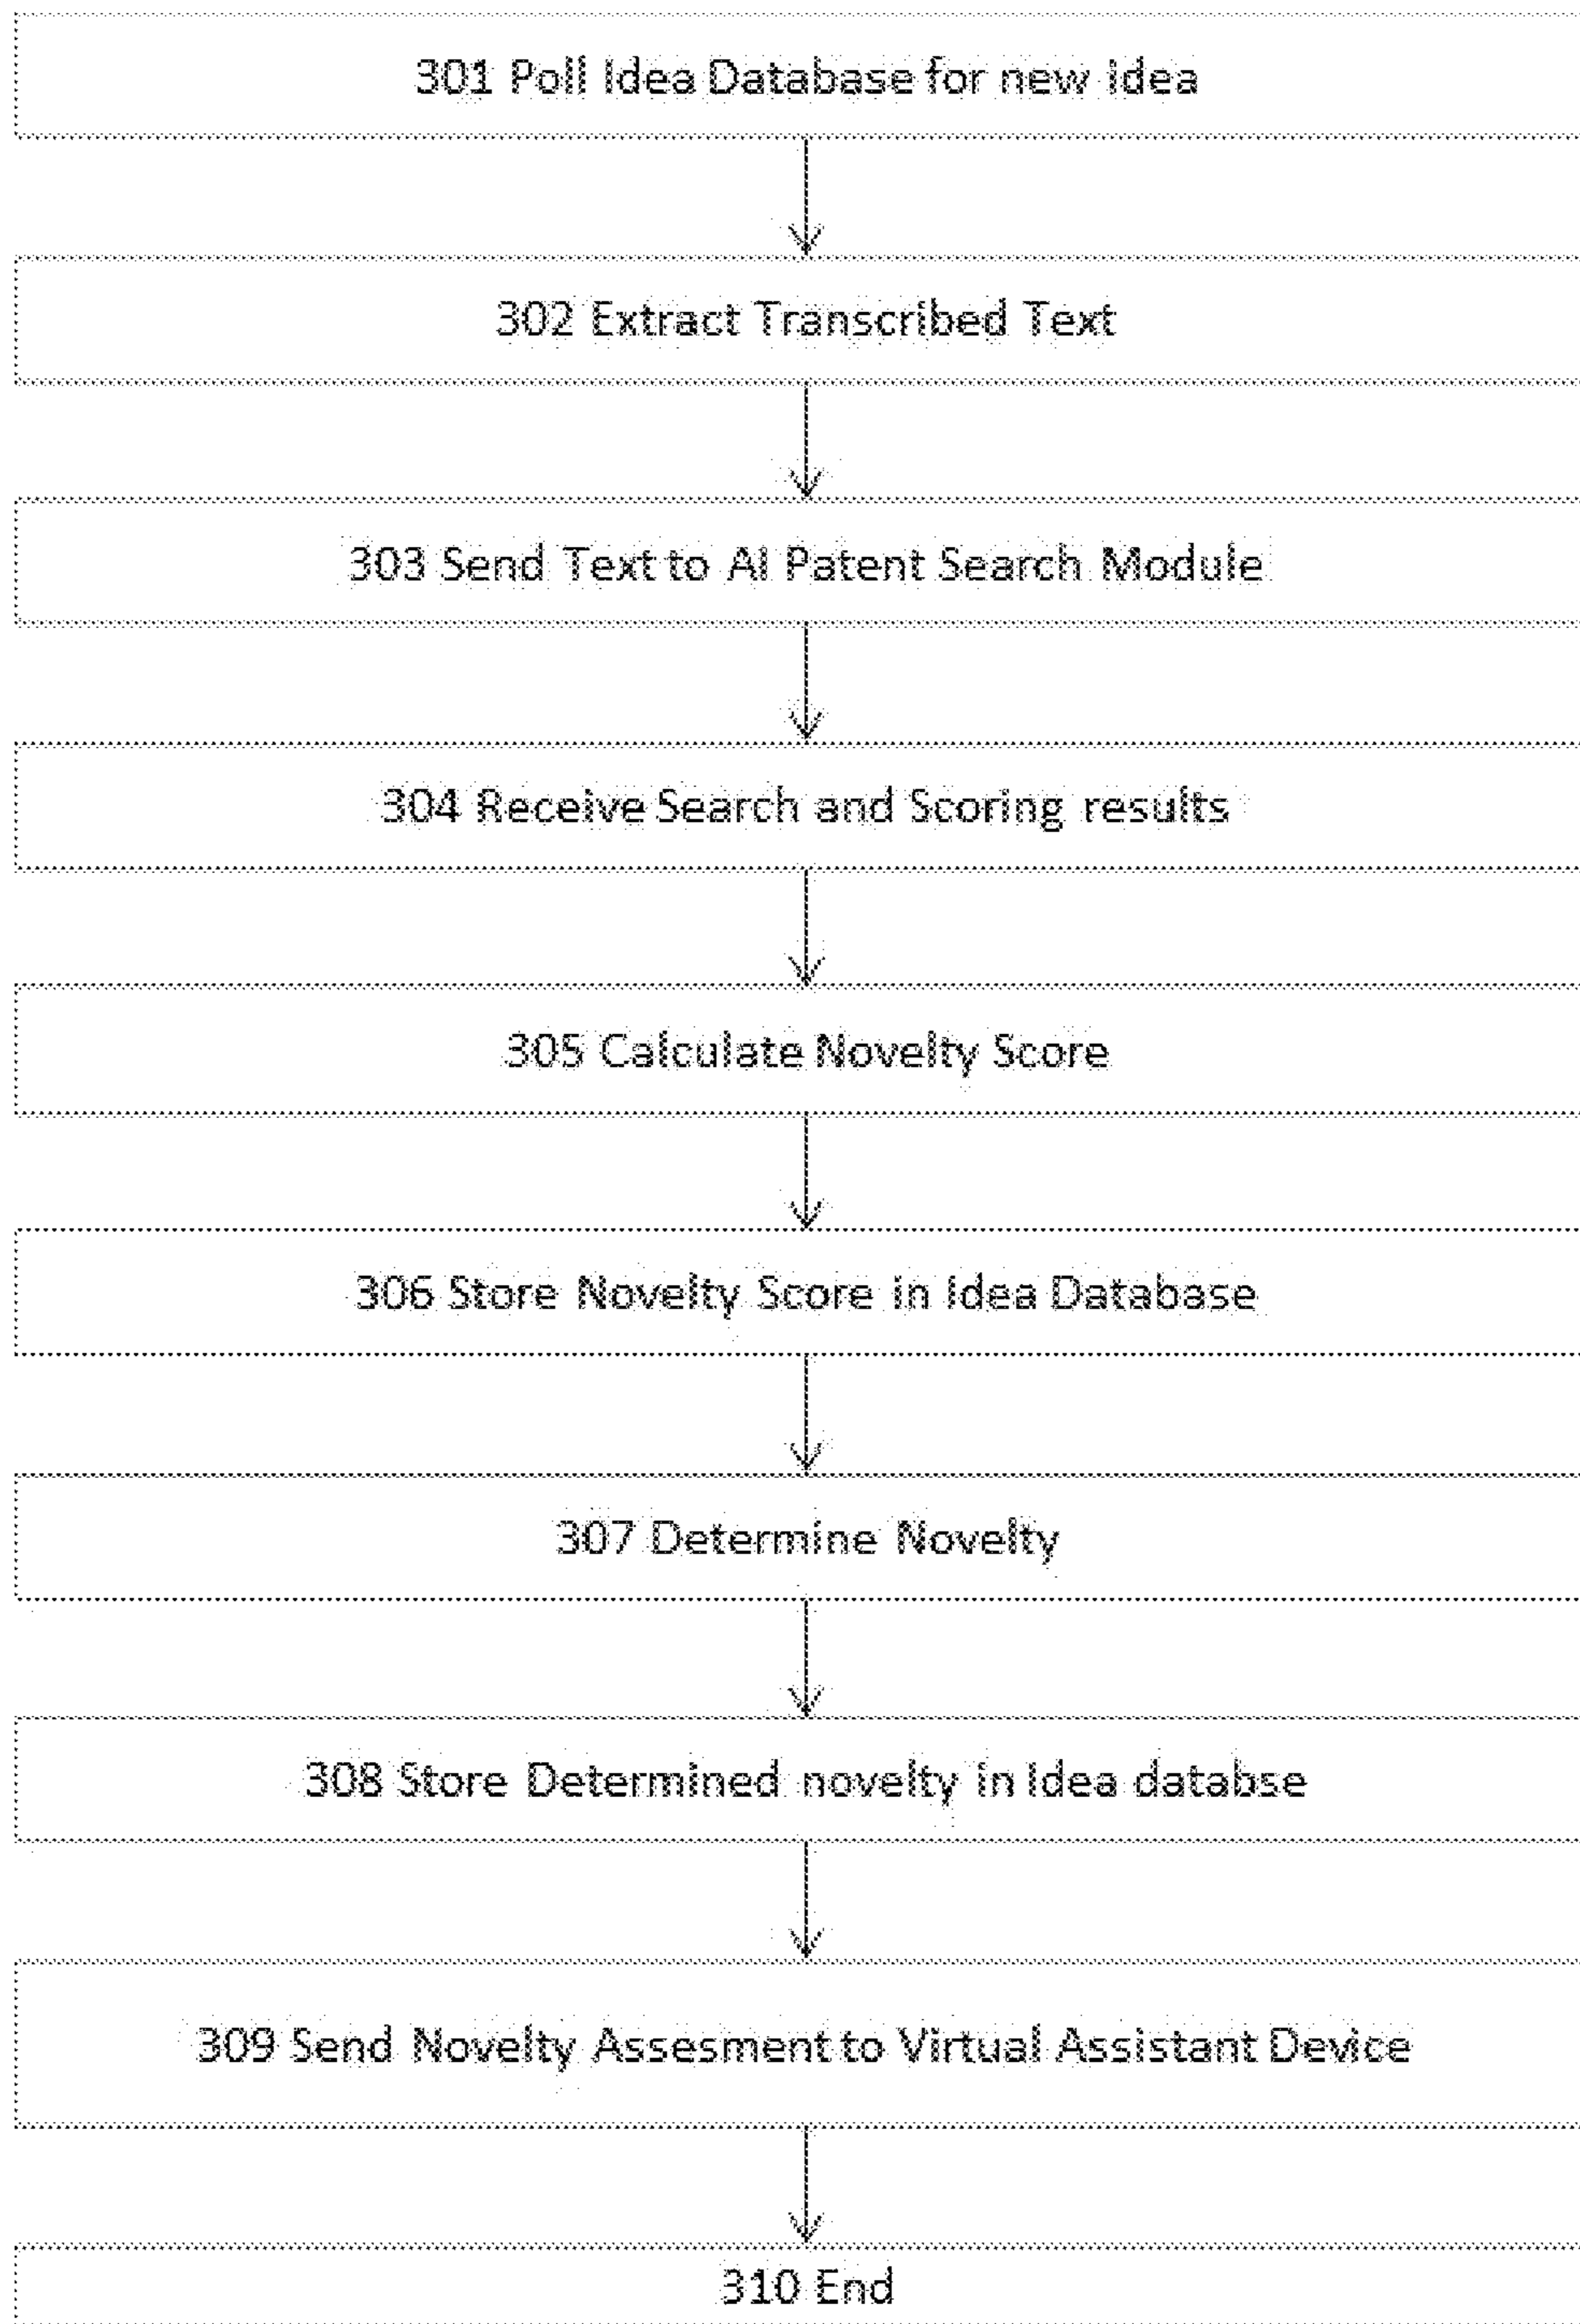 301 Poll Idea Database for new Idea
302 Extract Transcribed Text
303 Send Text to AI Patent Search Module
304 Receive Search and Scoring results
305 Calculate Novelty Score
306 Store Novelty Score in Idea Database
307 Determine Novelty
308 Store Determined novelty in Idea databse
309 Send Novelty Assesment to Virtual Assistant Device
310 End